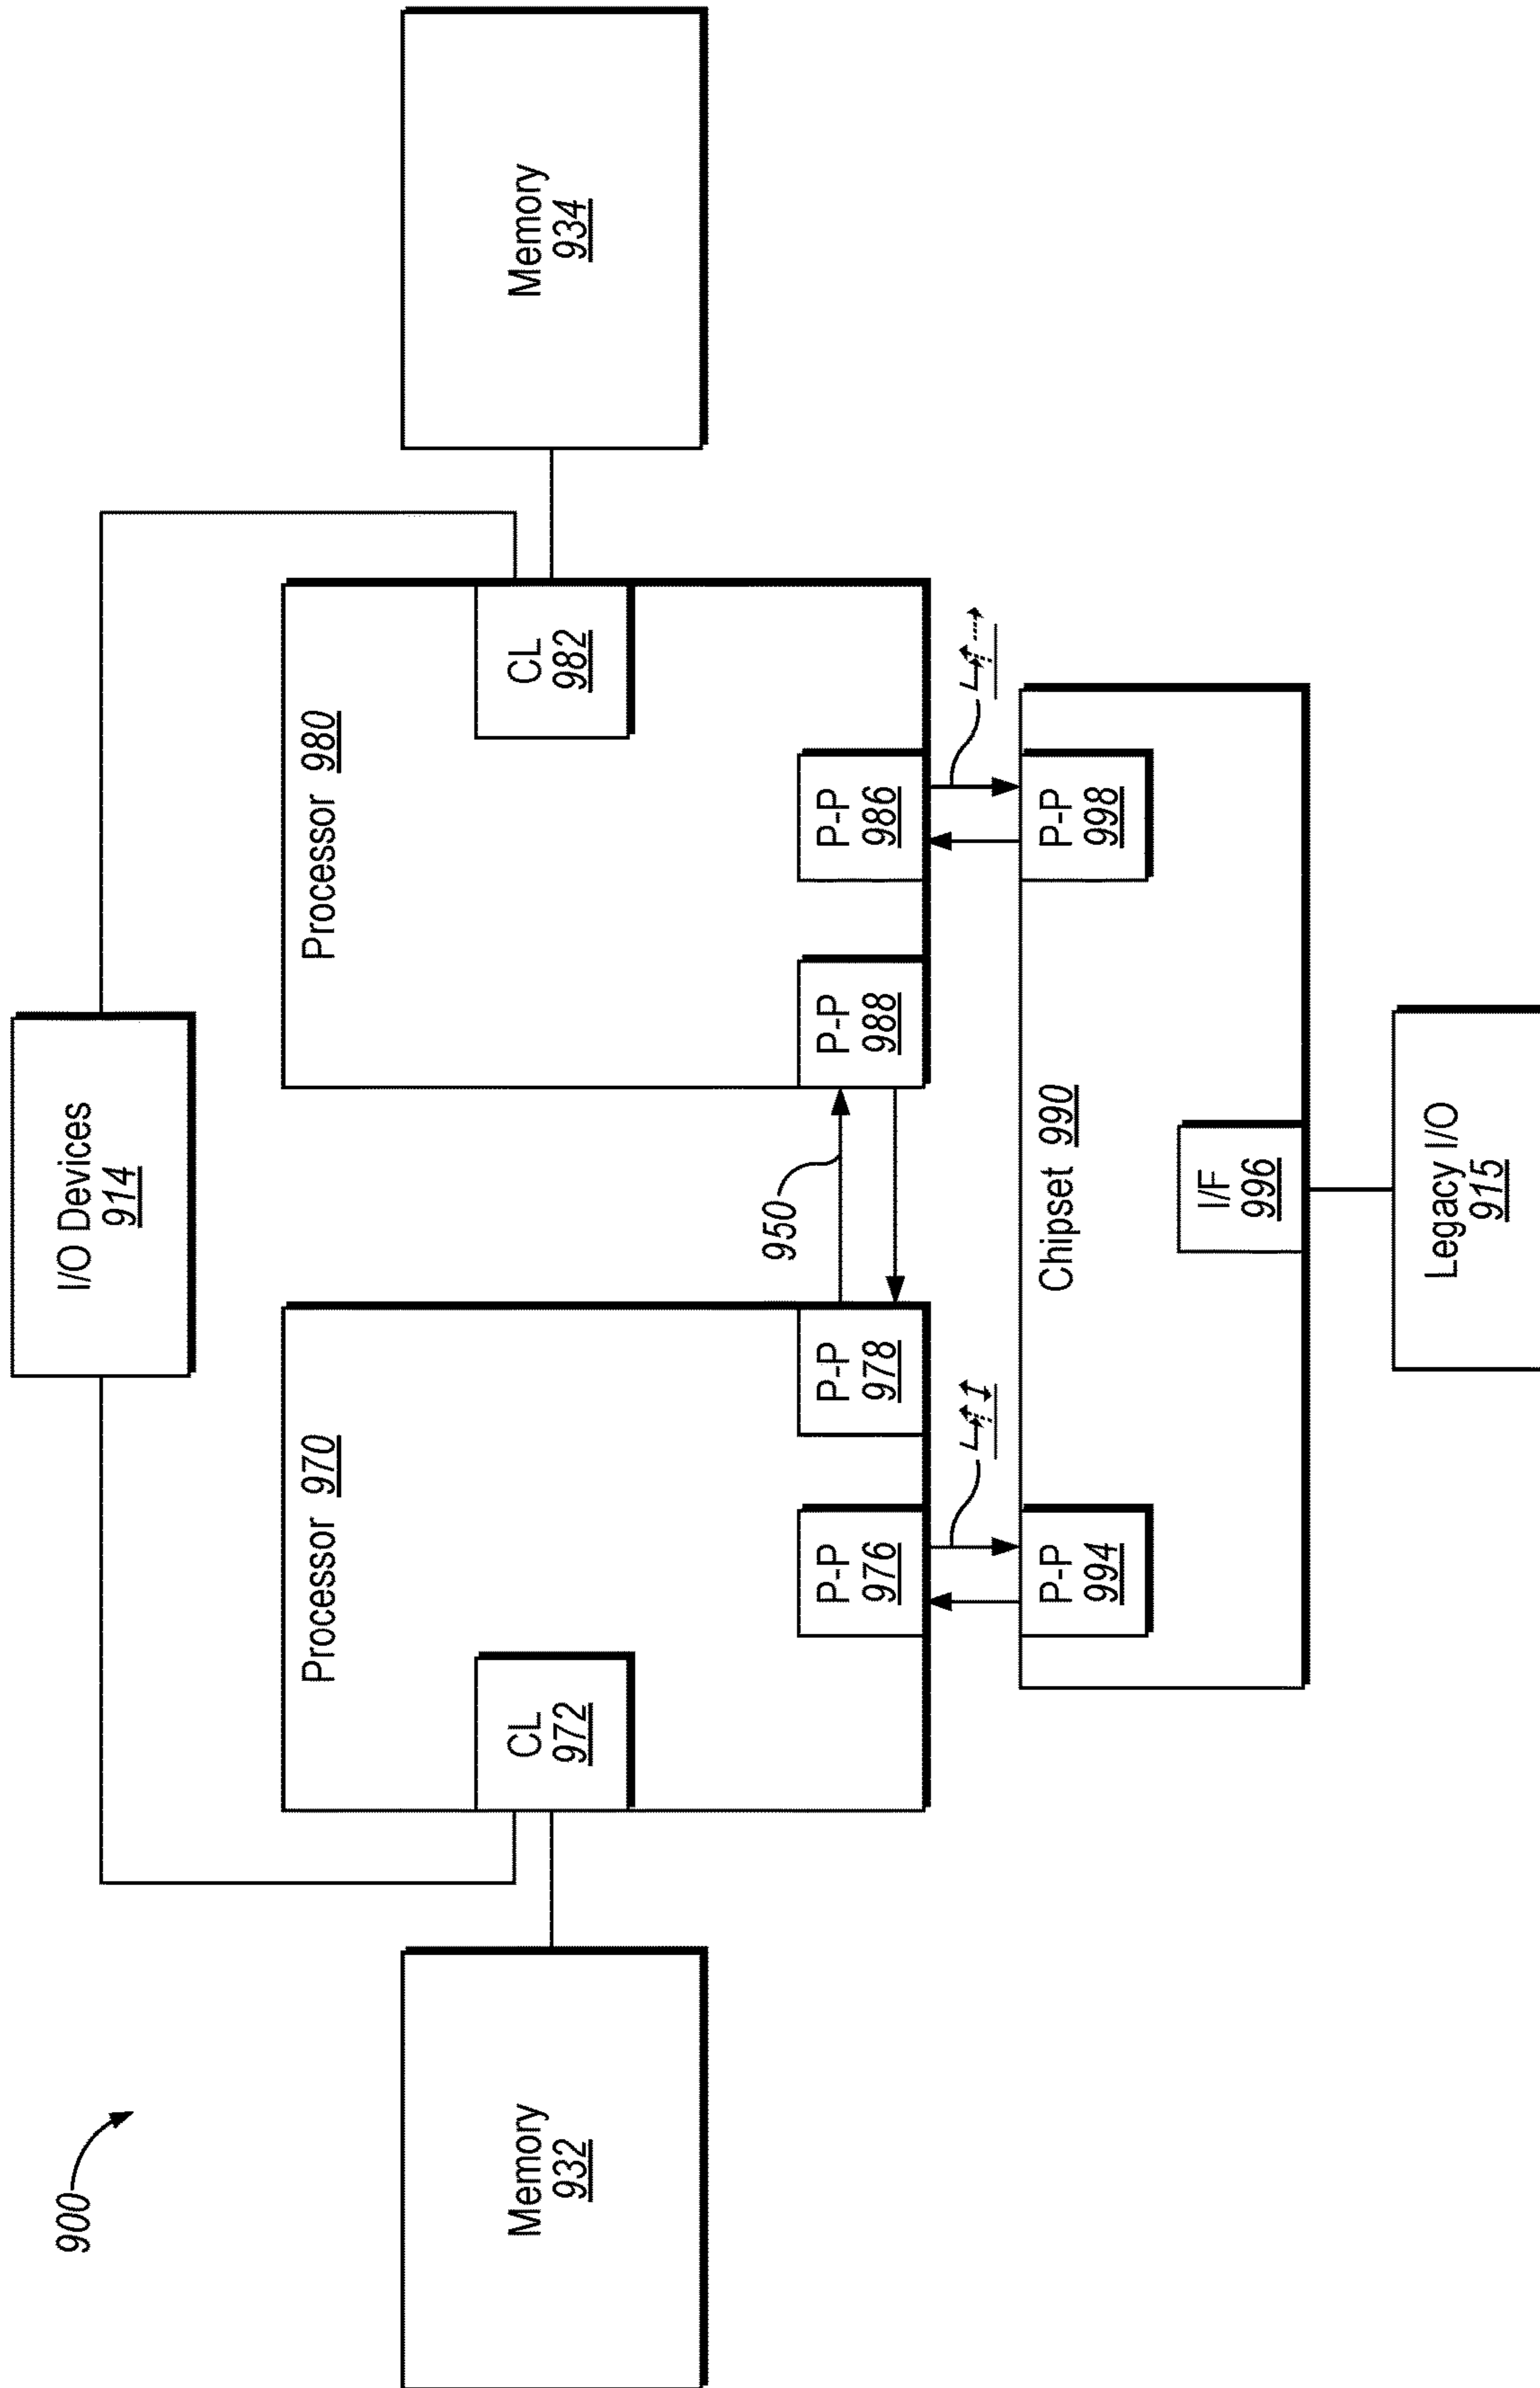 900
I/O Devices
914
Processor 970
Processor 980
Memory
932
CL
972
CL
982
Memory
934
950
P-P
976
P-P
978
P-P
988
P-P
986
P-P
994
Chipset 990
P-P
998
I/F
996
Legacy I/O
915